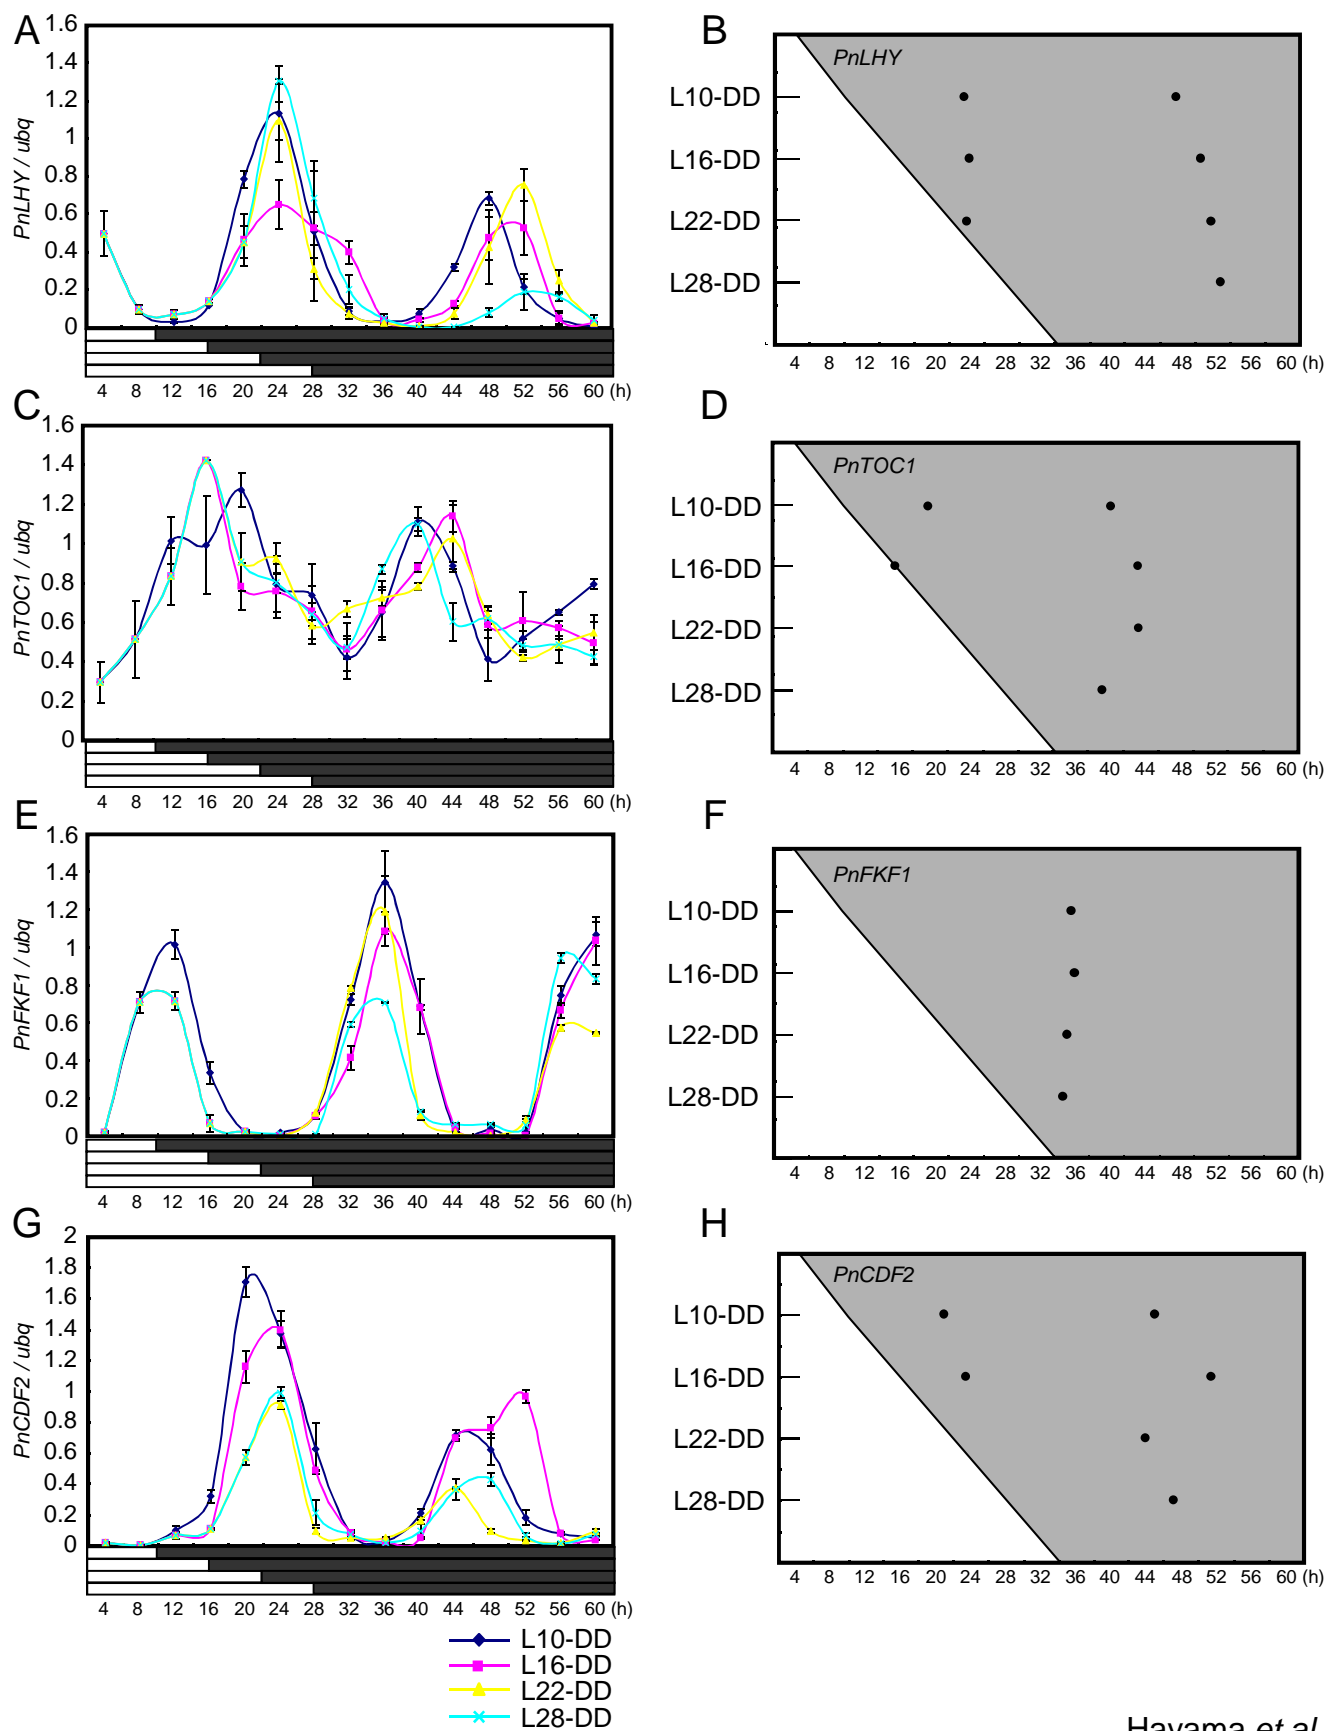 A
PnLHY / ubq
1.6
1.4
1.2
1
0.8
0.6
0.4
0.2
0
4 8 12 16 20 24 28 32 36 40 44 48 52 56 60 (h)
B
PnLHY
L10-DD
L16-DD
L22-DD
L28-DD
4 8 12 16 20 24 28 32 36 40 44 48 52 56 60 (h)
C
PnTOC1 / ubq
1.6
1.4
1.2
1
0.8
0.6
0.4
0.2
0
4 8 12 16 20 24 28 32 36 40 44 48 52 56 60 (h)
D
PnTOC1
L10-DD
L16-DD
L22-DD
L28-DD
4 8 12 16 20 24 28 32 36 40 44 48 52 56 60 (h)
E
PnFKF1 / ubq
1.6
1.4
1.2
1
0.8
0.6
0.4
0.2
0
4 8 12 16 20 24 28 32 36 40 44 48 52 56 60 (h)
F
PnFKF1
L10-DD
L16-DD
L22-DD
L28-DD
4 8 12 16 20 24 28 32 36 40 44 48 52 56 60 (h)
G
PnCDF2 / ubq
2
1.8
1.6
1.4
1.2
1
0.8
0.6
0.4
0.2
0
4 8 12 16 20 24 28 32 36 40 44 48 52 56 60 (h)
H
PnCDF2
L10-DD
L16-DD
L22-DD
L28-DD
4 8 12 16 20 24 28 32 36 40 44 48 52 56 60 (h)
L10-DD
L16-DD
L22-DD
L28-DD
Hayama et al